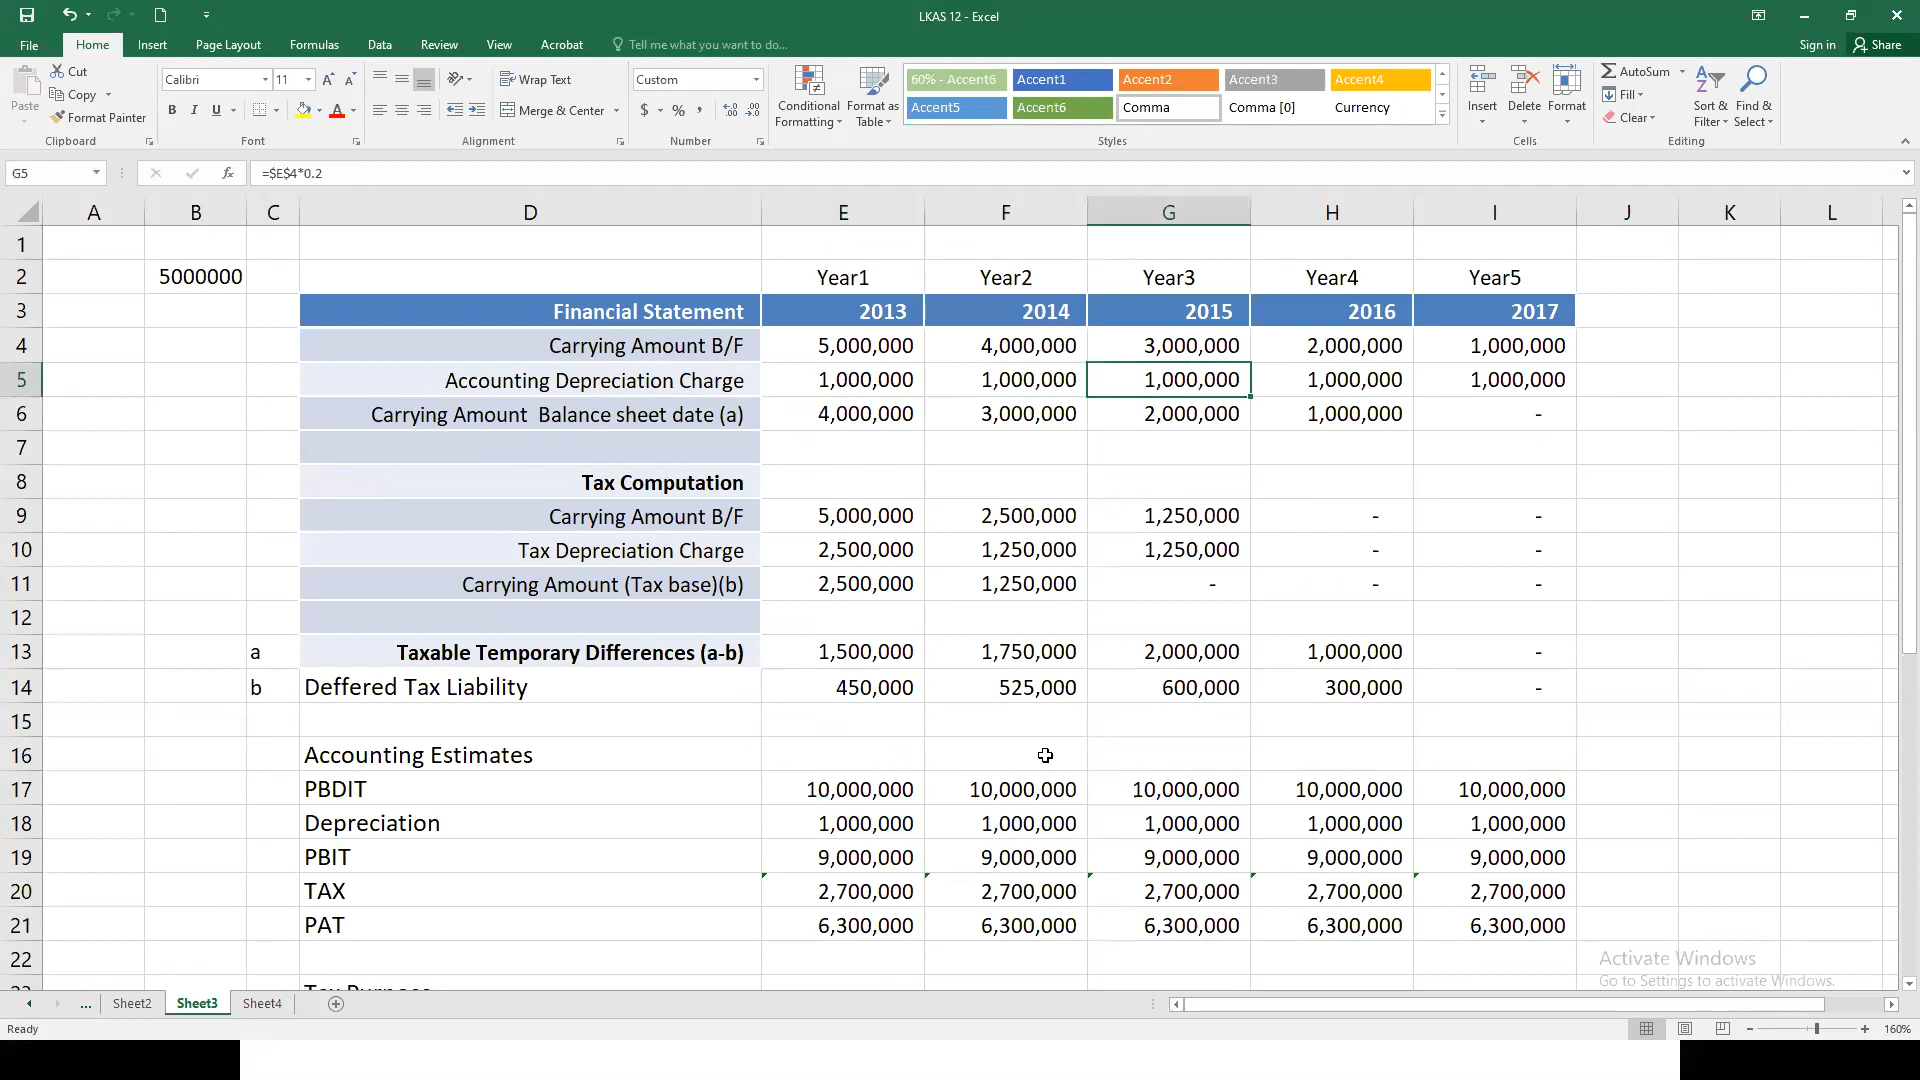 LKAS 12 - Excel
File Home Insert Page Layout Formulas Data Review View Acrobat Tell me what you want to do... Sign in Share
Paste
Cut
Copy
Format Painter
Clipboard
Calibri 11
B I U
Font
Wrap Text
Merge & Center
Alignment
Custom
$ % ,
Number
Conditional Formatting
Format as Table
60% - Accent6 Accent1 Accent2 Accent3 Accent4
Accent5 Accent6 Comma Comma [0] Currency
Styles
Insert Delete Format
Cells
AutoSum
Fill
Clear
Sort & Filter
Find & Select
Editing
G5 fx =$E$4*0.2
A B C D E F G H I J K L
1
2 5000000 Year1 Year2 Year3 Year4 Year5
3 Financial Statement 2013 2014 2015 2016 2017
4 Carrying Amount B/F 5,000,000 4,000,000 3,000,000 2,000,000 1,000,000
5 Accounting Depreciation Charge 1,000,000 1,000,000 1,000,000 1,000,000 1,000,000
6 Carrying Amount Balance sheet date (a) 4,000,000 3,000,000 2,000,000 1,000,000 -
7
8 Tax Computation
9 Carrying Amount B/F 5,000,000 2,500,000 1,250,000 - -
10 Tax Depreciation Charge 2,500,000 1,250,000 1,250,000 - -
11 Carrying Amount (Tax base)(b) 2,500,000 1,250,000 - - -
12
13 a Taxable Temporary Differences (a-b) 1,500,000 1,750,000 2,000,000 1,000,000 -
14 b Deffered Tax Liability 450,000 525,000 600,000 300,000 -
15
16 Accounting Estimates
17 PBDIT 10,000,000 10,000,000 10,000,000 10,000,000 10,000,000
18 Depreciation 1,000,000 1,000,000 1,000,000 1,000,000 1,000,000
19 PBIT 9,000,000 9,000,000 9,000,000 9,000,000 9,000,000
20 TAX 2,700,000 2,700,000 2,700,000 2,700,000 2,700,000
21 PAT 6,300,000 6,300,000 6,300,000 6,300,000 6,300,000
22
23 Tax Purpose
Activate Windows
Go to Settings to activate Windows.
... Sheet2 Sheet3 Sheet4
Ready 160%